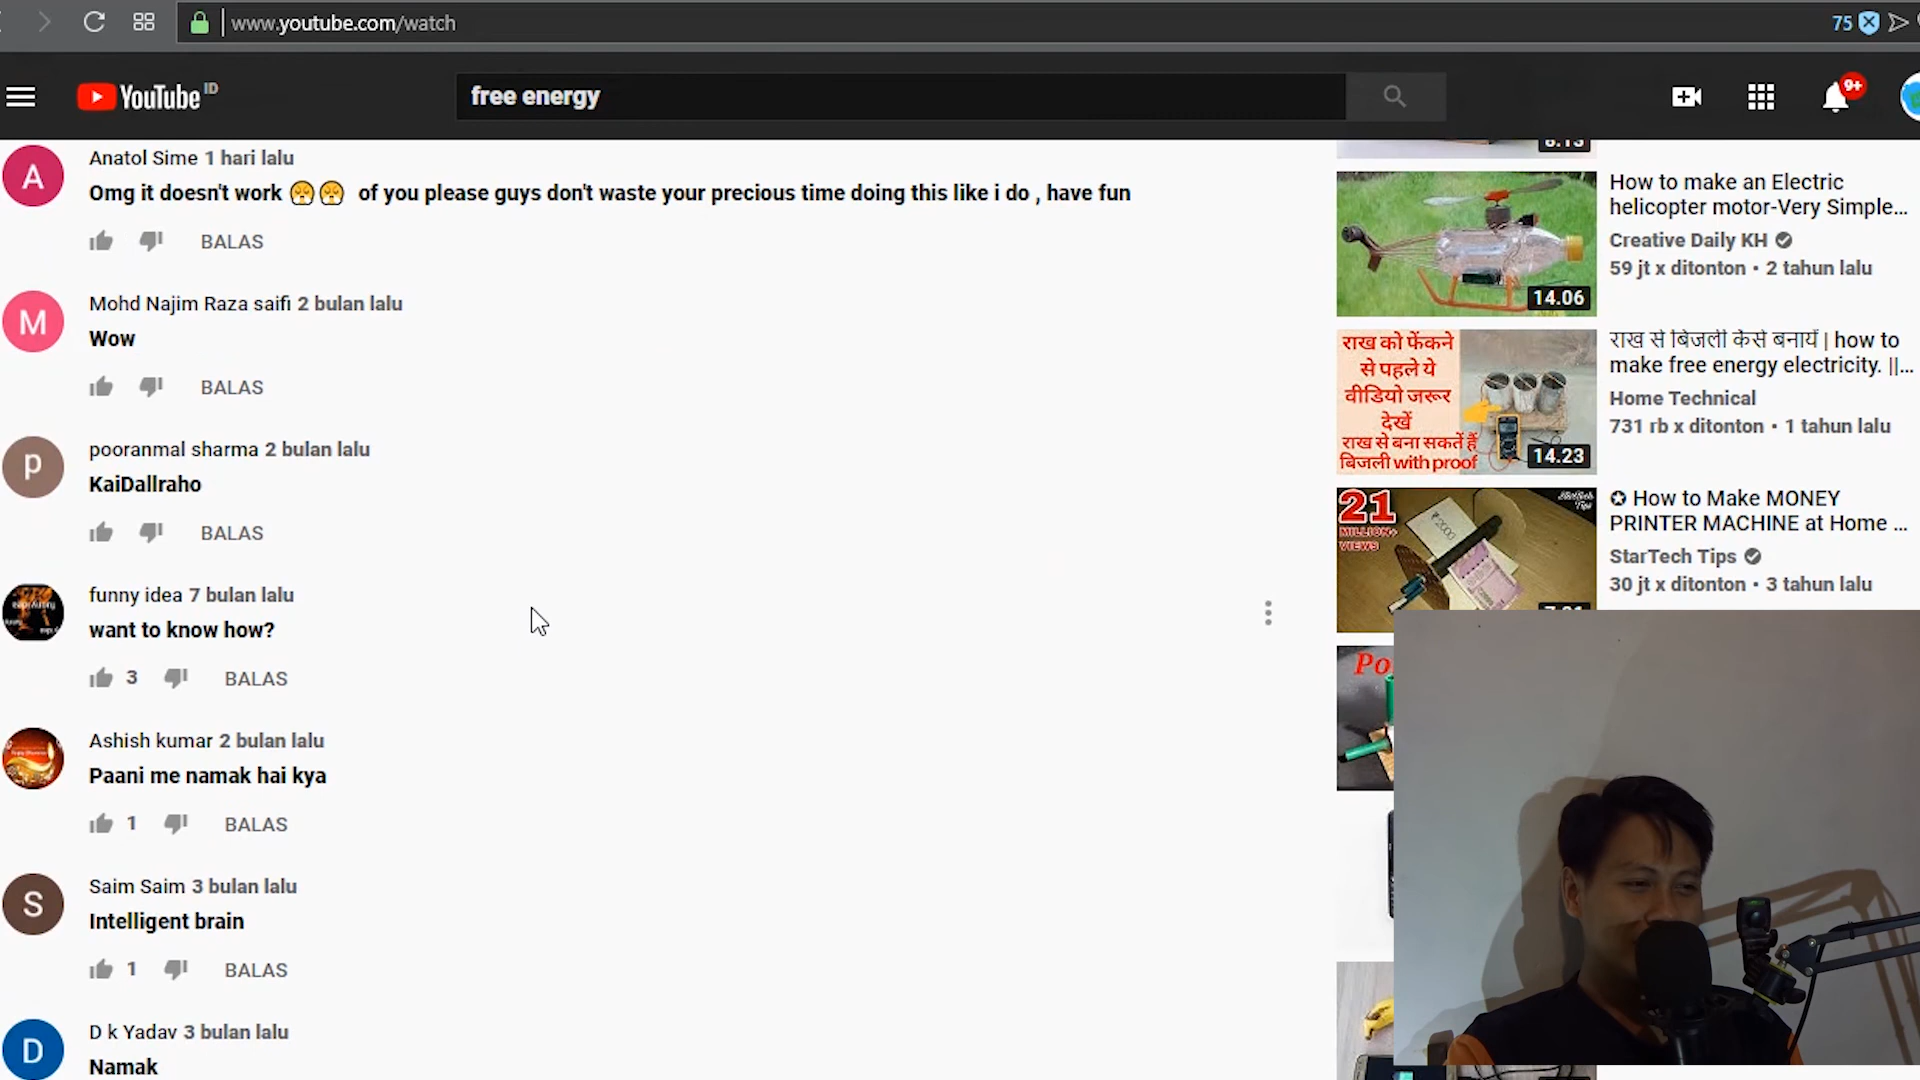 www.youtube.com/watch
75
YouTube ID
free energy
9+
Anatol Sime 1 hari lalu
Omg it doesn't work 😤😤 of you please guys don't waste your precious time doing this like i do , have fun
BALAS
Mohd Najim Raza saifi 2 bulan lalu
Wow
BALAS
pooranmal sharma 2 bulan lalu
KaiDallraho
BALAS
funny idea 7 bulan lalu
want to know how?
3 BALAS
Ashish kumar 2 bulan lalu
Paani me namak hai kya
1 BALAS
Saim Saim 3 bulan lalu
Intelligent brain
1 BALAS
D k Yadav 3 bulan lalu
Namak
A
M
p
S
D
How to make an Electric
helicopter motor-Very Simple...
Creative Daily KH
59 jt x ditonton • 2 tahun lalu
14.06
राख को फेंकने
से पहले ये
वीडियो जरूर
देखें
राख से बना सकतें हैं
बिजली with proof
14.23
राख से बिजली कैसे बनायें | how to
make free energy electricity. ||...
Home Technical
731 rb x ditonton • 1 tahun lalu
21
MILLION+
VIEWS
StarTech
Tips
₹2000
✪ How to Make MONEY
PRINTER MACHINE at Home ...
StarTech Tips
30 jt x ditonton • 3 tahun lalu
Po